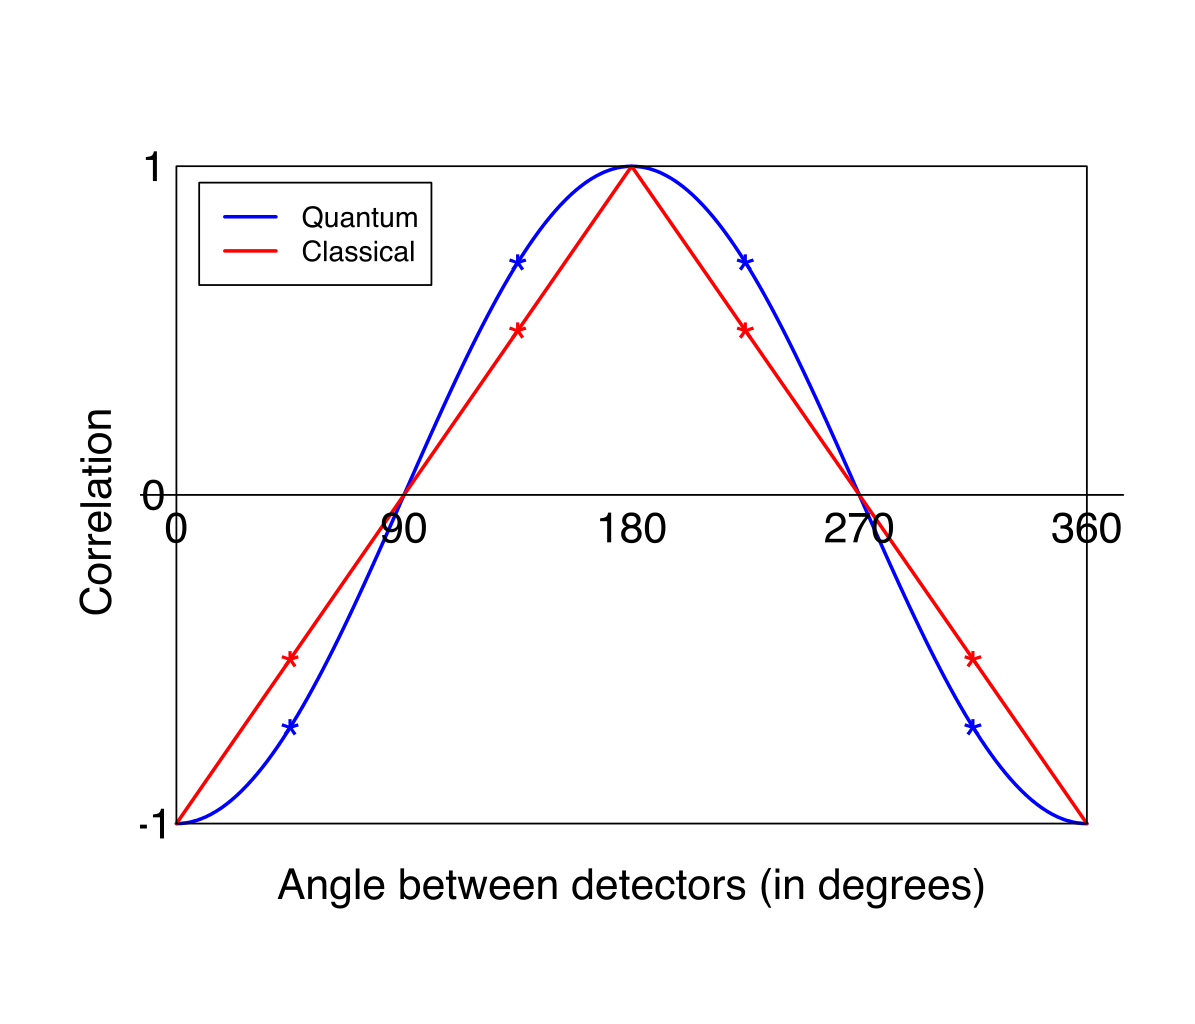 1
Quantum
Classical
Correlation
0
0 90 180 270 360
-1
Angle between detectors (in degrees)